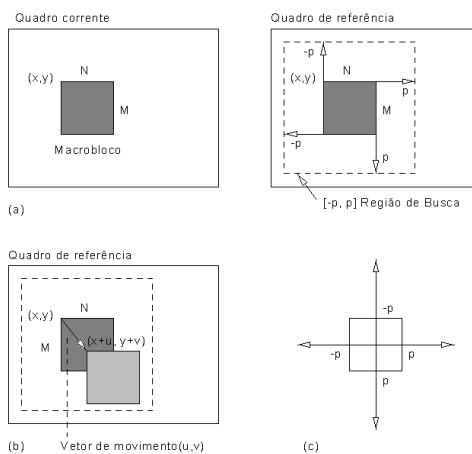 Quadro corrente
(x,y)
N
M
Macrobloco
(a)
Quadro de referência
-p
(x,y)
N
p
M
-p
p
[-p, p] Região de Busca
Quadro de referência
(x,y)
N
M
(x+u, y+v)
(b) Vetor de movimento(u,v)
-p
-p
p
p
(c)